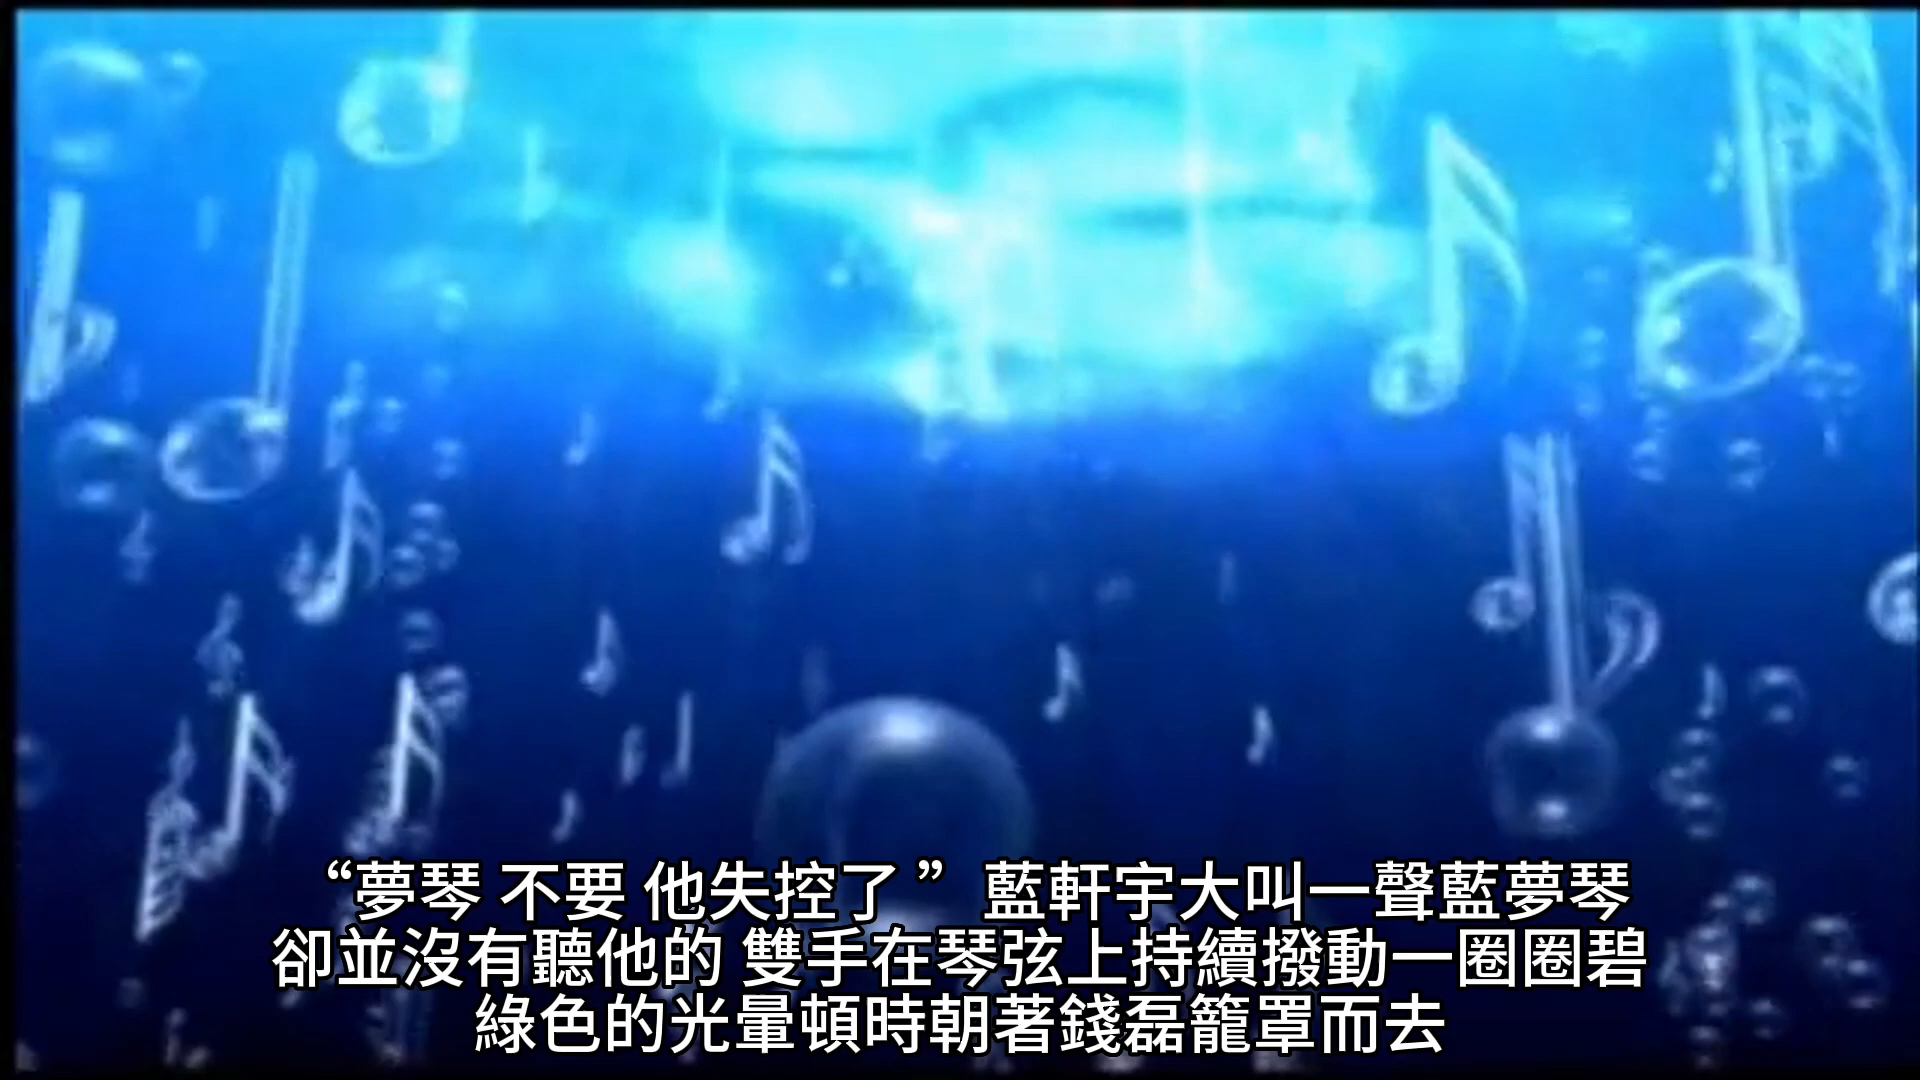 “夢琴 不要 他失控了 ” 藍軒宇大叫一聲藍夢琴
卻並沒有聽他的 雙手在琴弦上持續撥動一圈圈碧
綠色的光暈頓時朝著錢磊籠罩而去